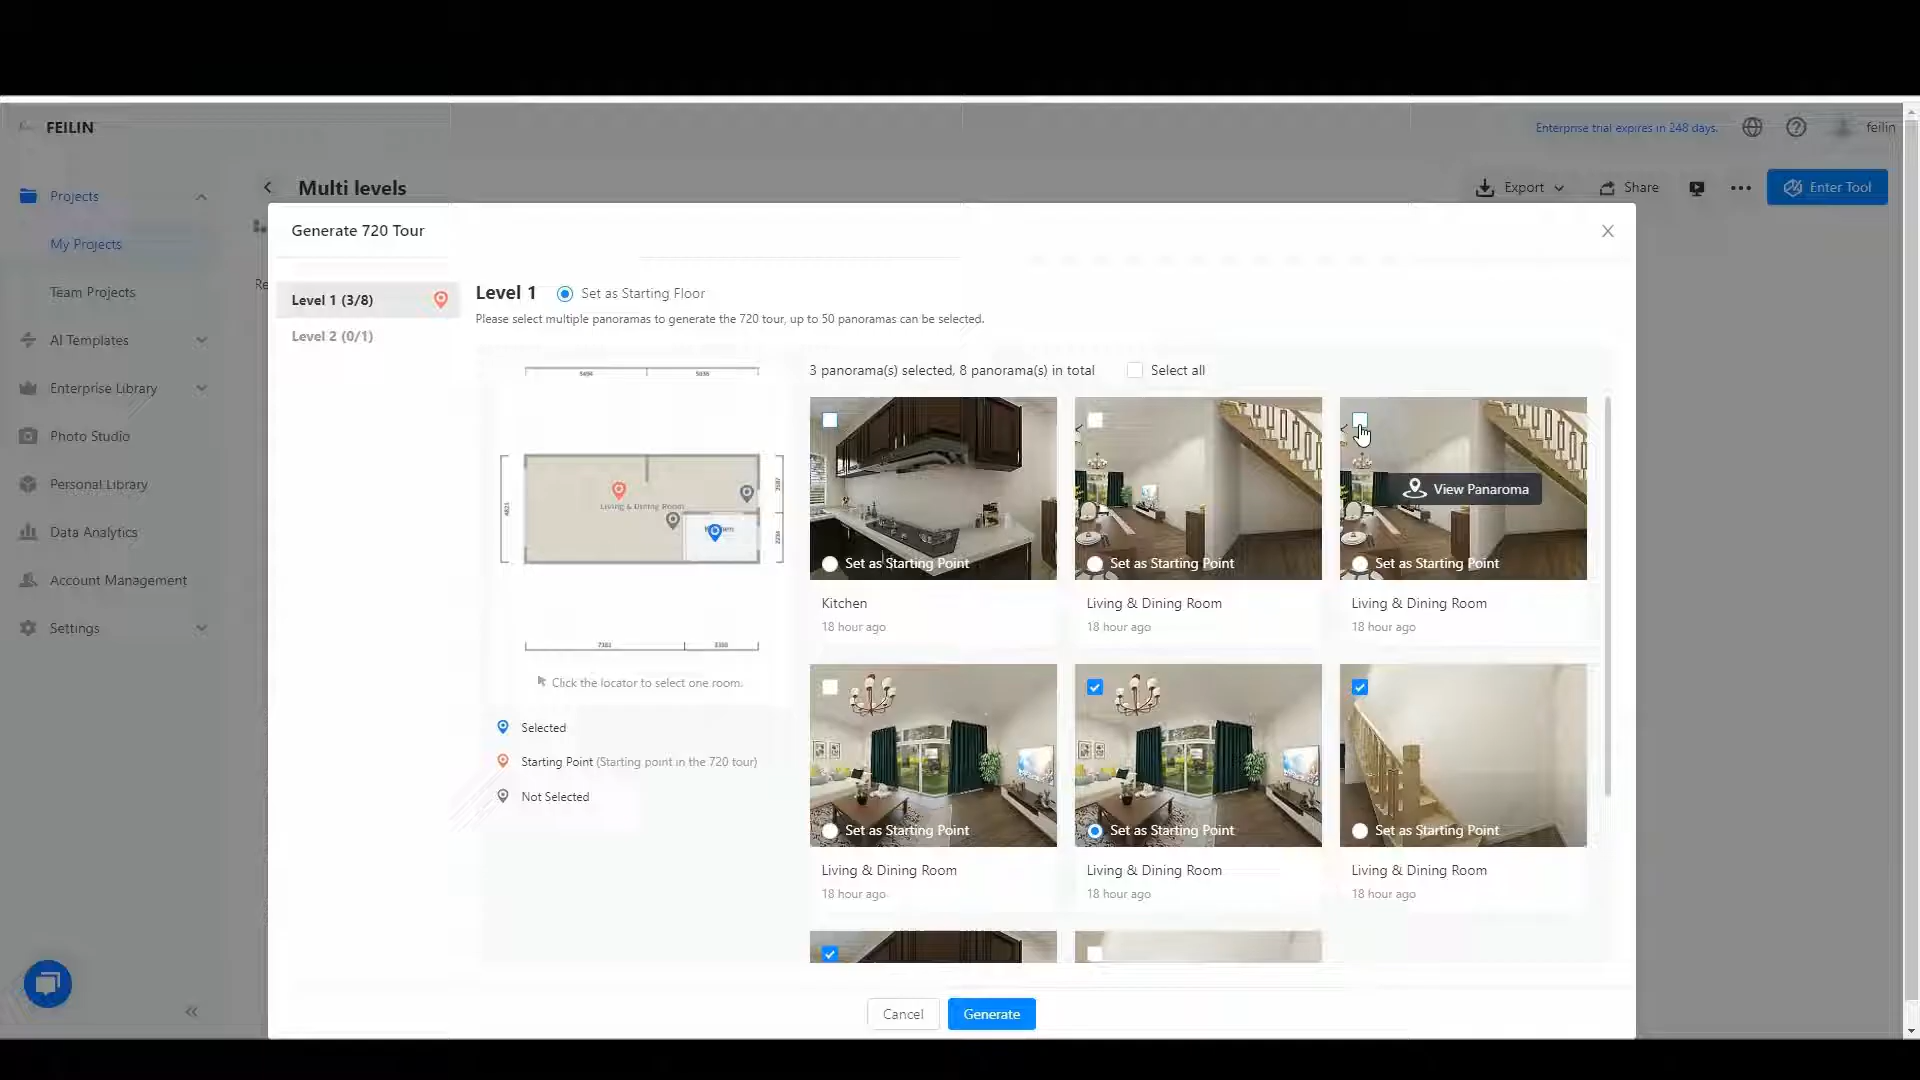 FEILIN
Enterprise trial expires in 248 days.
feilin
Projects
My Projects
Team Projects
AI Templates
Enterprise Library
Photo Studio
Personal Library
Data Analytics
Account Management
Settings
Multi levels
Export
Share
Enter Tool
Re
Generate 720 Tour
Level 1 (3/8)
Level 2 (0/1)
Level 1
Set as Starting Floor
Please select multiple panoramas to generate the 720 tour, up to 50 panoramas can be selected.
3 panorama(s) selected, 8 panorama(s) in total
Select all
Living & Dining Room
Click the locator to select one room.
Selected
Starting Point (Starting point in the 720 tour)
Not Selected
View Panaroma
Set as Starting Point
Set as Starting Point
Set as Starting Point
Kitchen
Living & Dining Room
Living & Dining Room
18 hour ago
18 hour ago
18 hour ago
Set as Starting Point
Set as Starting Point
Set as Starting Point
Living & Dining Room
Living & Dining Room
Living & Dining Room
18 hour ago
18 hour ago
18 hour ago
Cancel
Generate